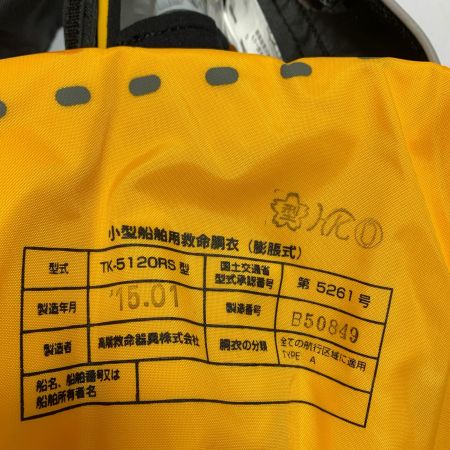 型 HK
小型船舶用救命胴衣（膨脹式）
型式 TK-5120RS 型 国土交通省型式承認番号 第 5261 号
製造年月 '15.01 製造番号 B50849
製造者 高階救命器具株式会社 胴衣の分類 全ての航行区域に適用 TYPE A
船名、船舶番号又は
船舶所有者名